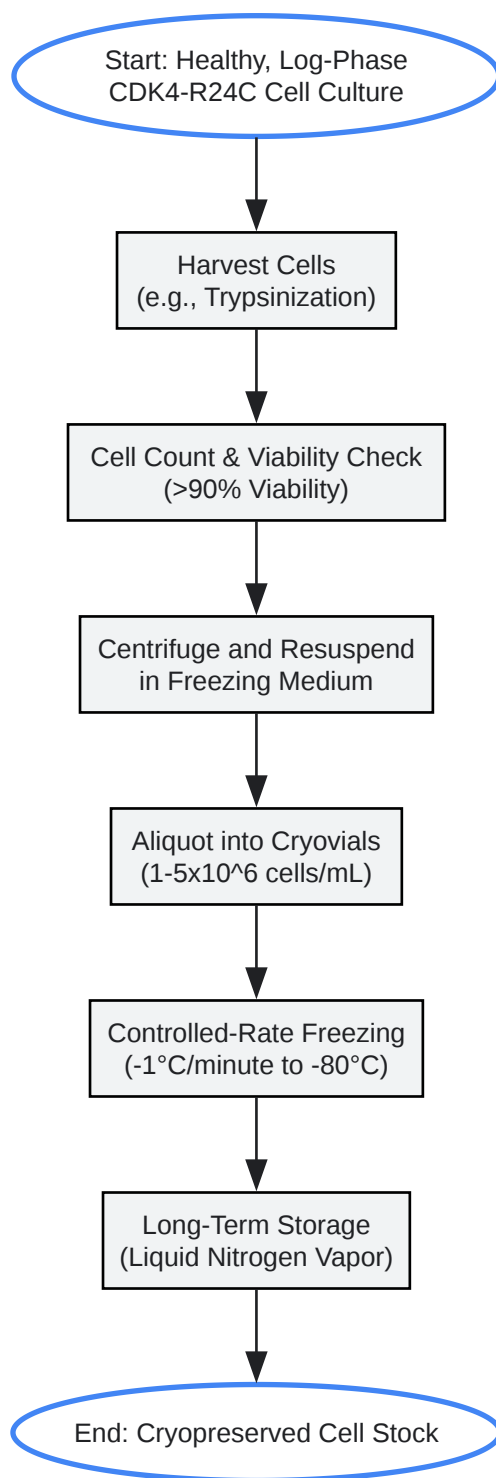 Start: Healthy, Log-Phase
CDK4-R24C Cell Culture
Harvest Cells
(e.g., Trypsinization)
Cell Count & Viability Check
(>90% Viability)
Centrifuge and Resuspend
in Freezing Medium
Aliquot into Cryovials
(1-5x10^6 cells/mL)
Controlled-Rate Freezing
(-1°C/minute to -80°C)
Long-Term Storage
(Liquid Nitrogen Vapor)
End: Cryopreserved Cell Stock